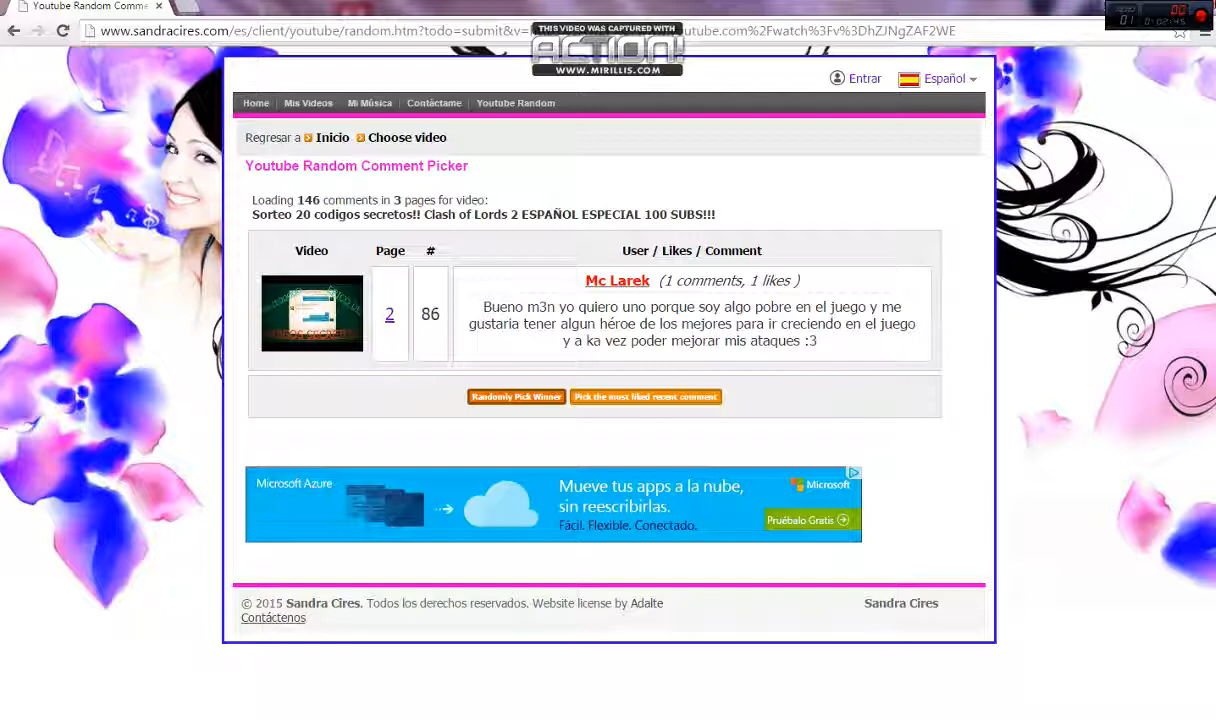 Youtube Random Comme
www.sandracires.com/es/client/youtube/random.htm?todo=submit&v=
utube.com%2Fwatch%3Fv%3DhZJNgZAF2WE
THIS VIDEO WAS CAPTURED WITH
ACTION!
WWW.MIRILLIS.COM
Entrar
Español
Home
Mis Videos
Mi Música
Contáctame
Youtube Random
Regresar a Inicio Choose video
Youtube Random Comment Picker
Loading 146 comments in 3 pages for video:
Sorteo 20 codigos secretos!! Clash of Lords 2 ESPAÑOL ESPECIAL 100 SUBS!!!
Video Page # User / Likes / Comment
Mc Larek (1 comments, 1 likes )
2 86
Bueno m3n yo quiero uno porque soy algo pobre en el juego y me
gustaria tener algun héroe de los mejores para ir creciendo en el juego
y a ka vez poder mejorar mis ataques :3
Randomly Pick Winner Pick the most liked recent comment
Microsoft Azure
Mueve tus apps a la nube,
sin reescribirlas.
Fácil. Flexible. Conectado.
Microsoft
Pruébalo Gratis
© 2015 Sandra Cires. Todos los derechos reservados. Website license by Adalte
Sandra Cires
Contáctenos